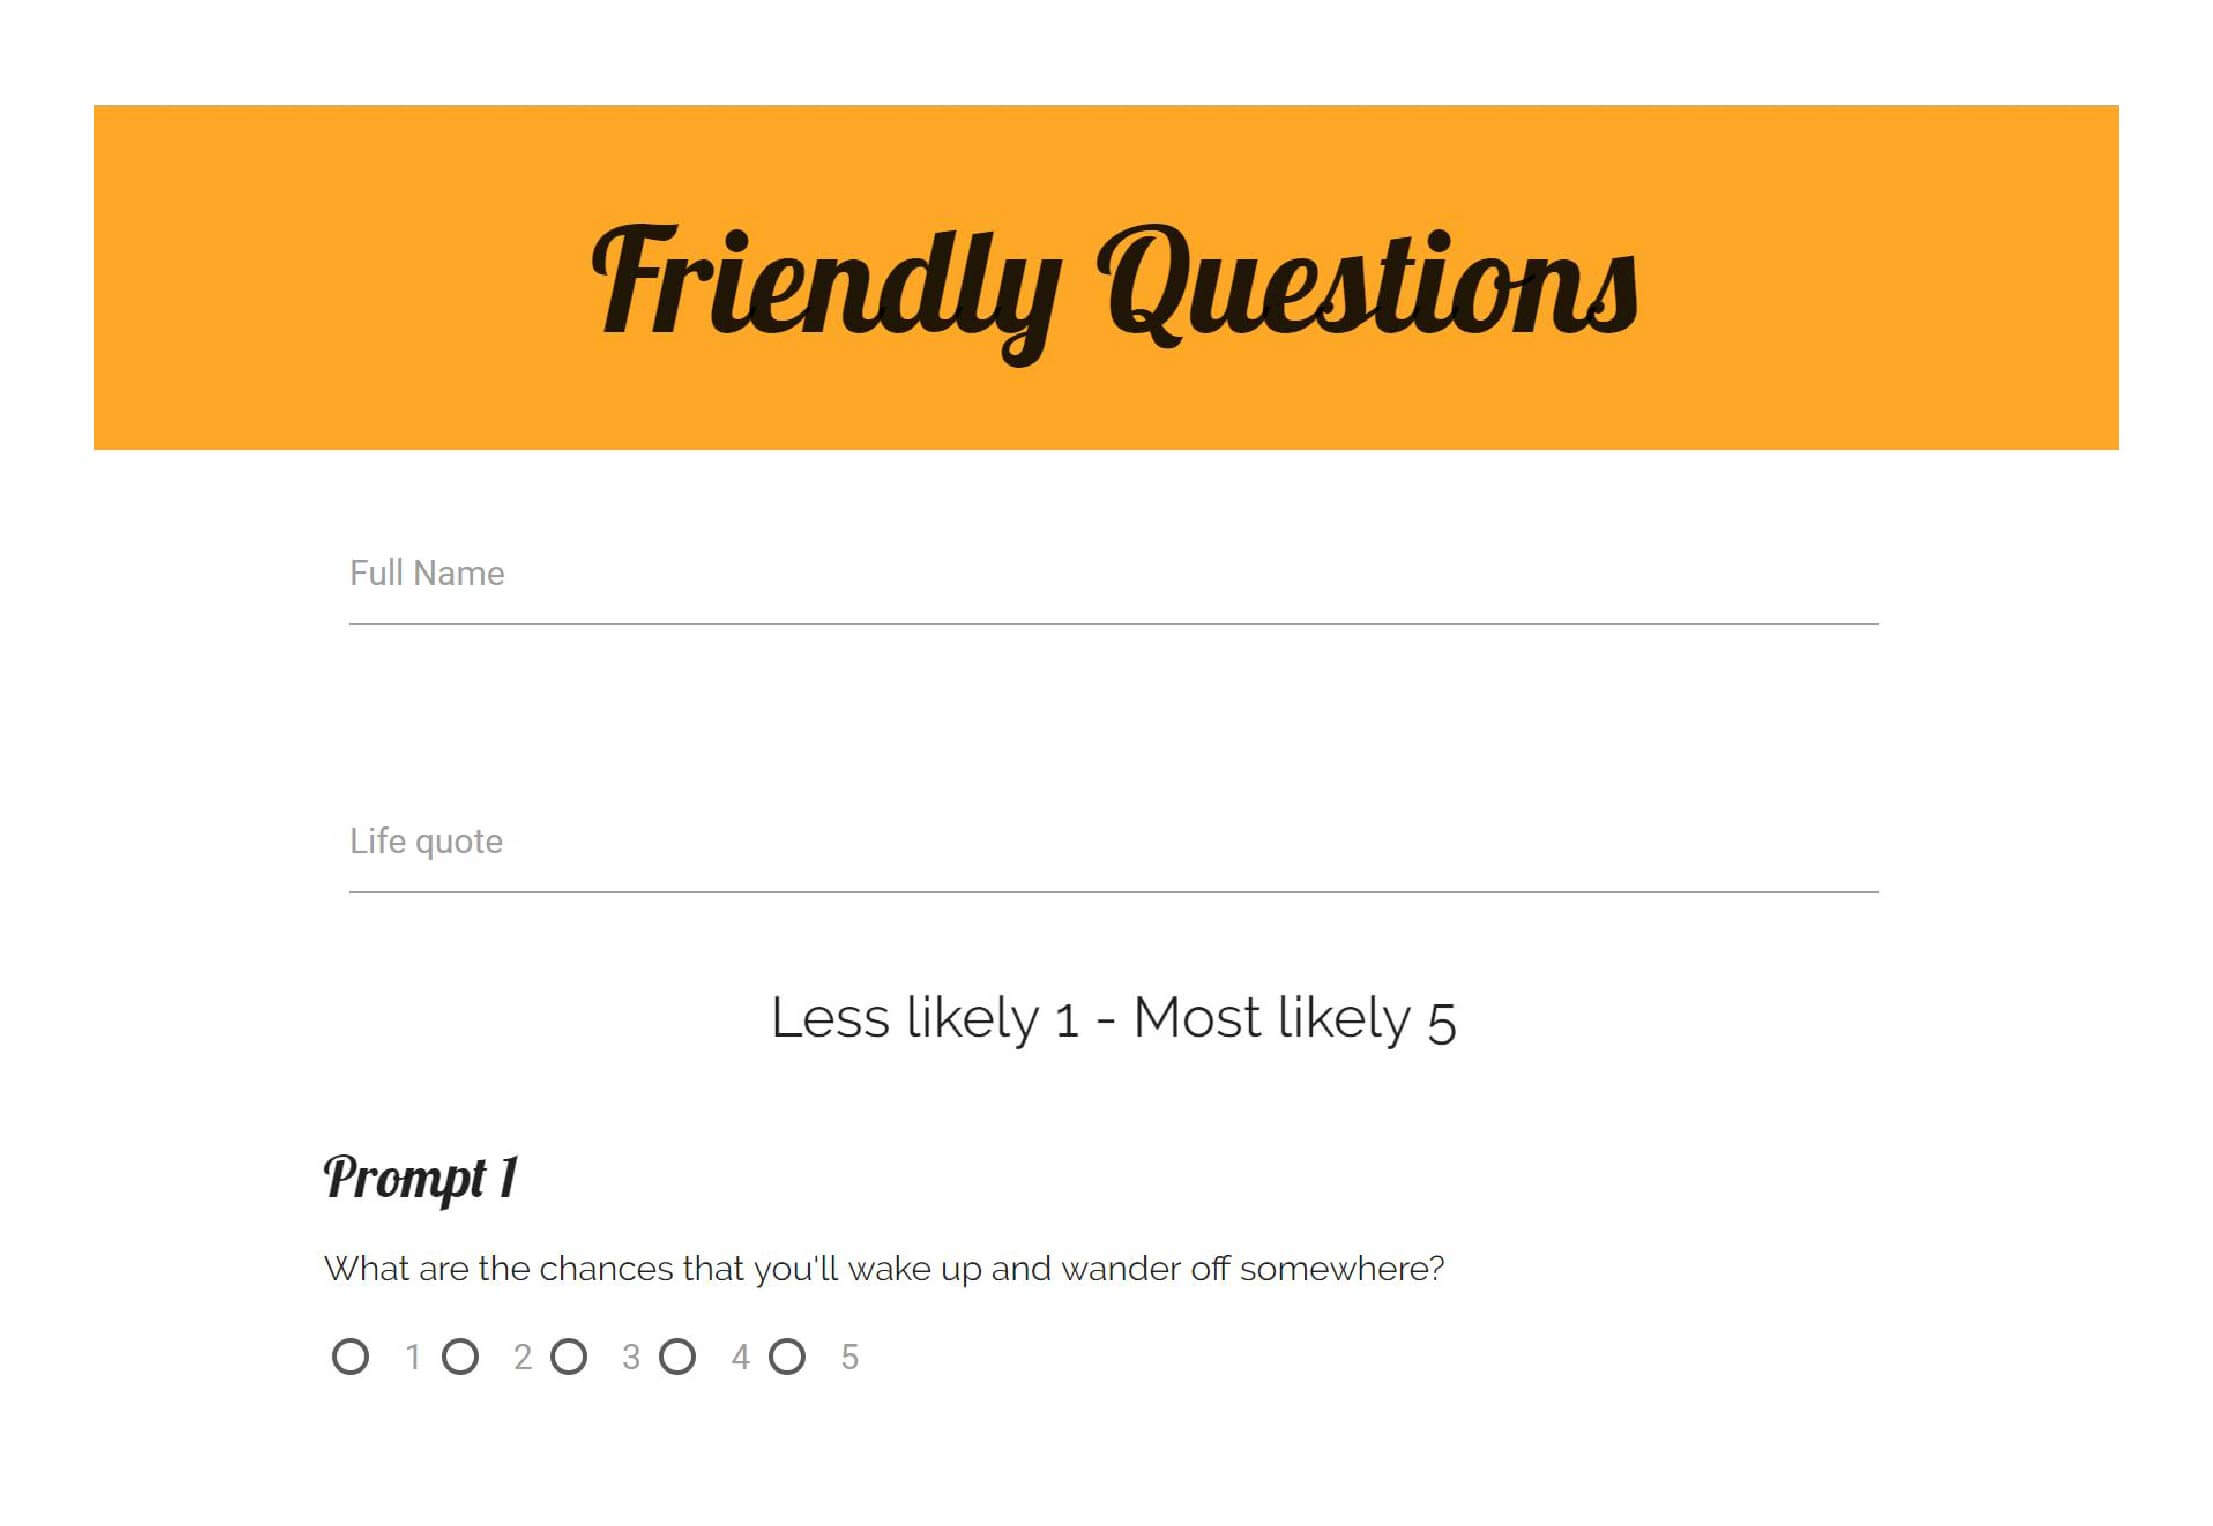 Friendly Questions
Full Name
Life quote
Less likely 1 - Most likely 5
Prompt 1
What are the chances that you'll wake up and wander off somewhere?
1 2 3 4 5